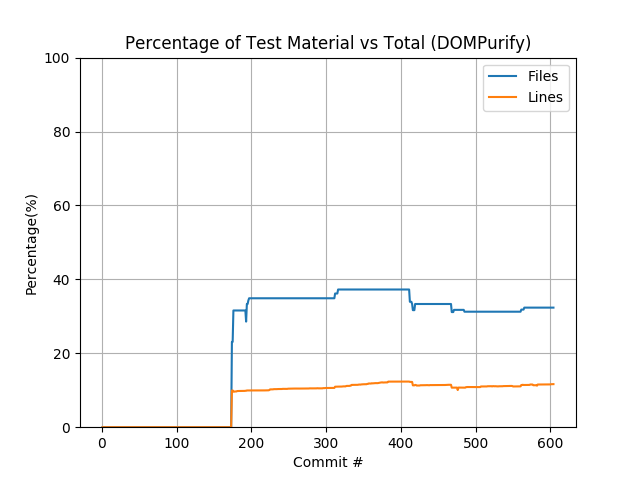 Percentage of Test Material vs Total (DOMPurify)
Files
Lines
Percentage(%)
100
80
60
40
20
0
0 100 200 300 400 500 600
Commit #